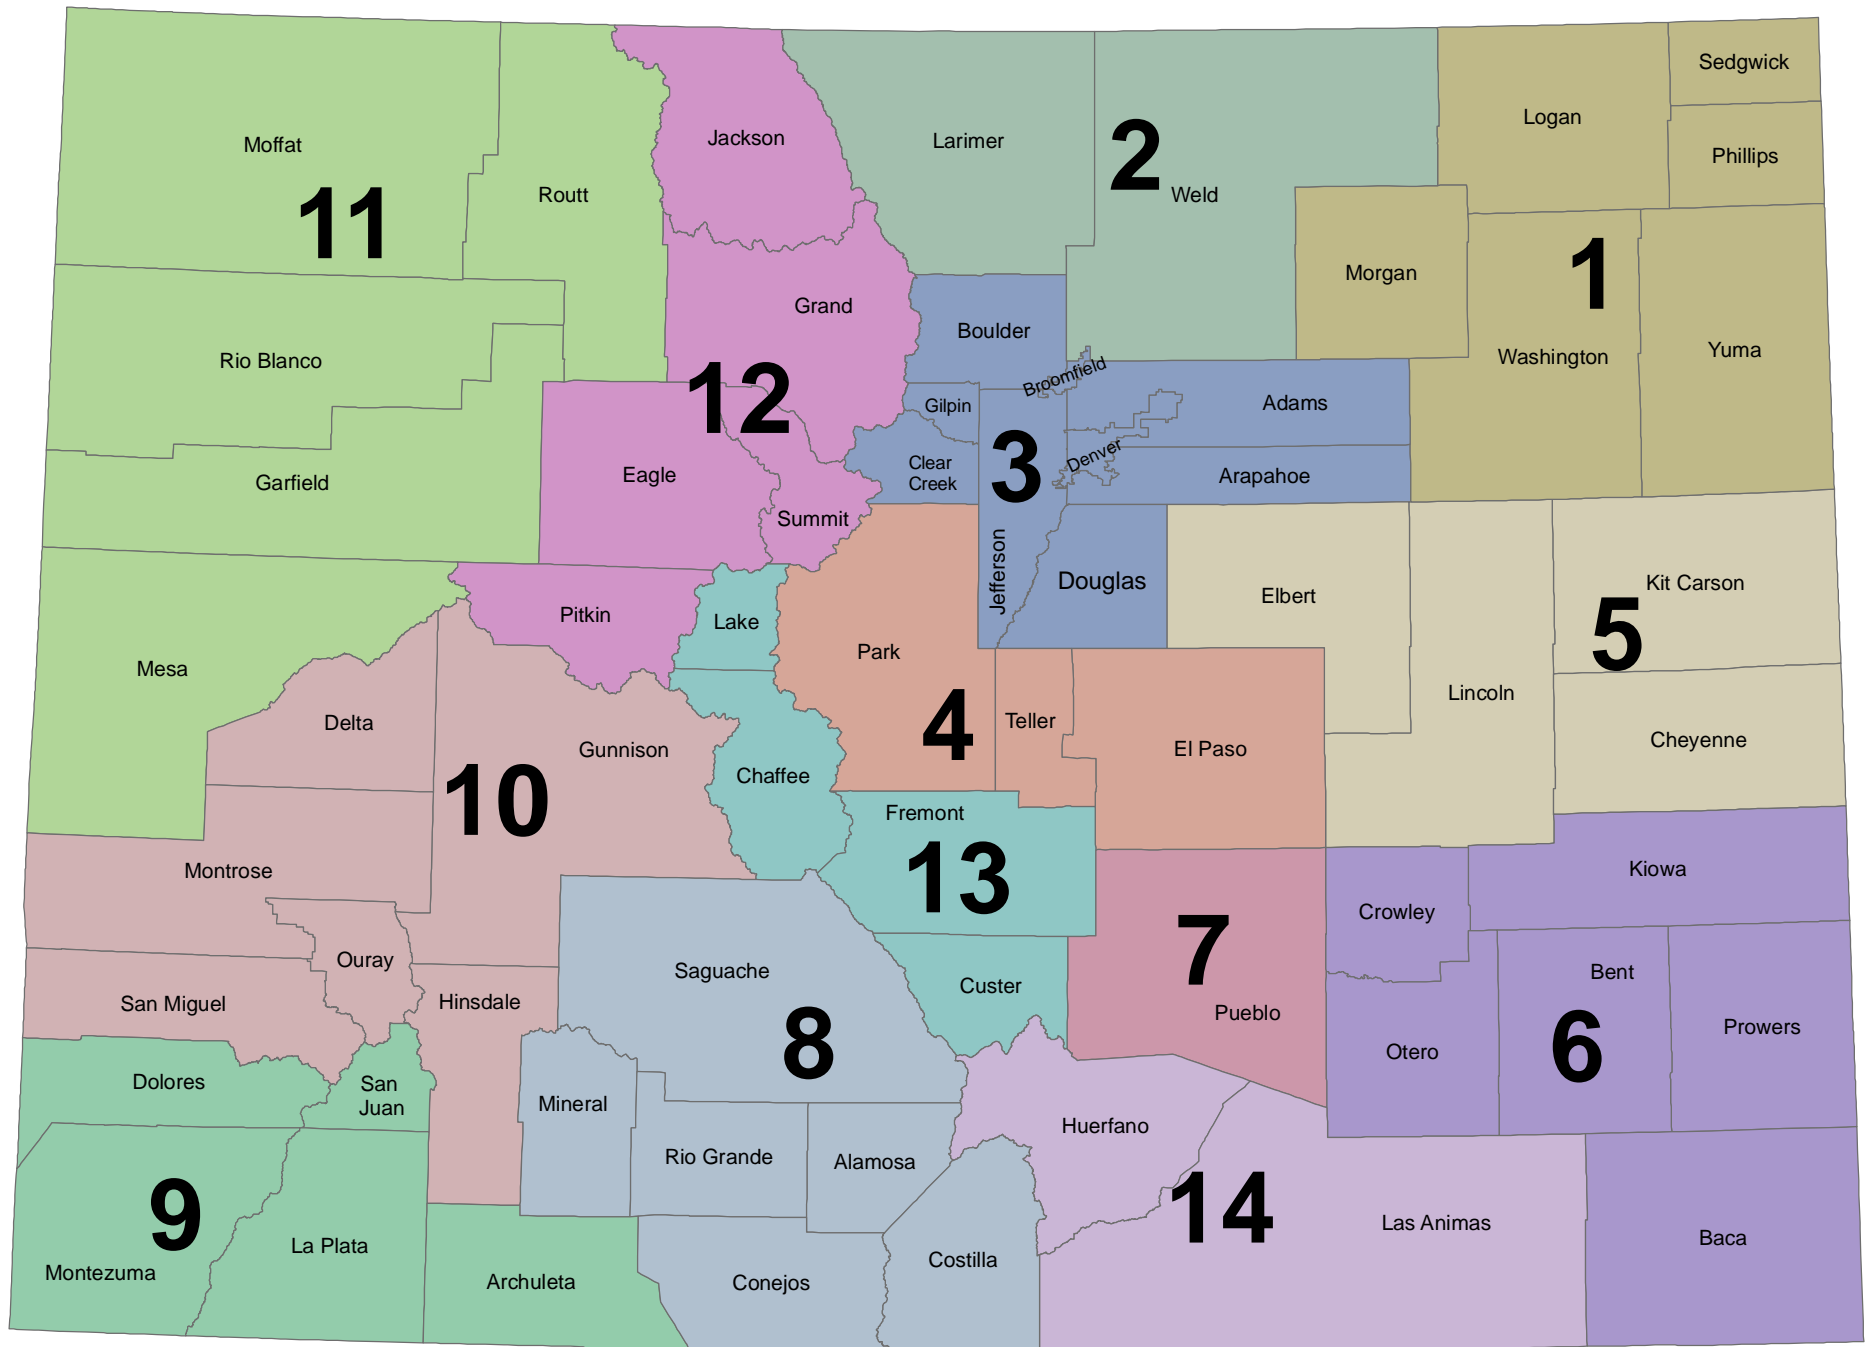 Sedgwick
Logan
Jackson
Larimer
2
Moffat
Phillips
11
Routt
Weld
1
Morgan
Grand
Boulder
Washington
Yuma
Rio Blanco
12
Broomfield
Gilpin
Adams
3
Denver
Clear
Creek
Eagle
Arapahoe
Garfield
Summit
Jefferson
Douglas
Elbert
Kit Carson
5
Pitkin
Lake
Park
Mesa
Lincoln
Delta
4
Teller
Gunnison
El Paso
Cheyenne
10
Chaffee
Fremont
13
Montrose
Kiowa
Crowley
7
Ouray
Saguache
Bent
Custer
San Miguel
Hinsdale
Pueblo
8
6
Prowers
Otero
Dolores
San
Juan
Mineral
Huerfano
Rio Grande
Alamosa
9
14
Las Animas
La Plata
Baca
Costilla
Montezuma
Archuleta
Conejos